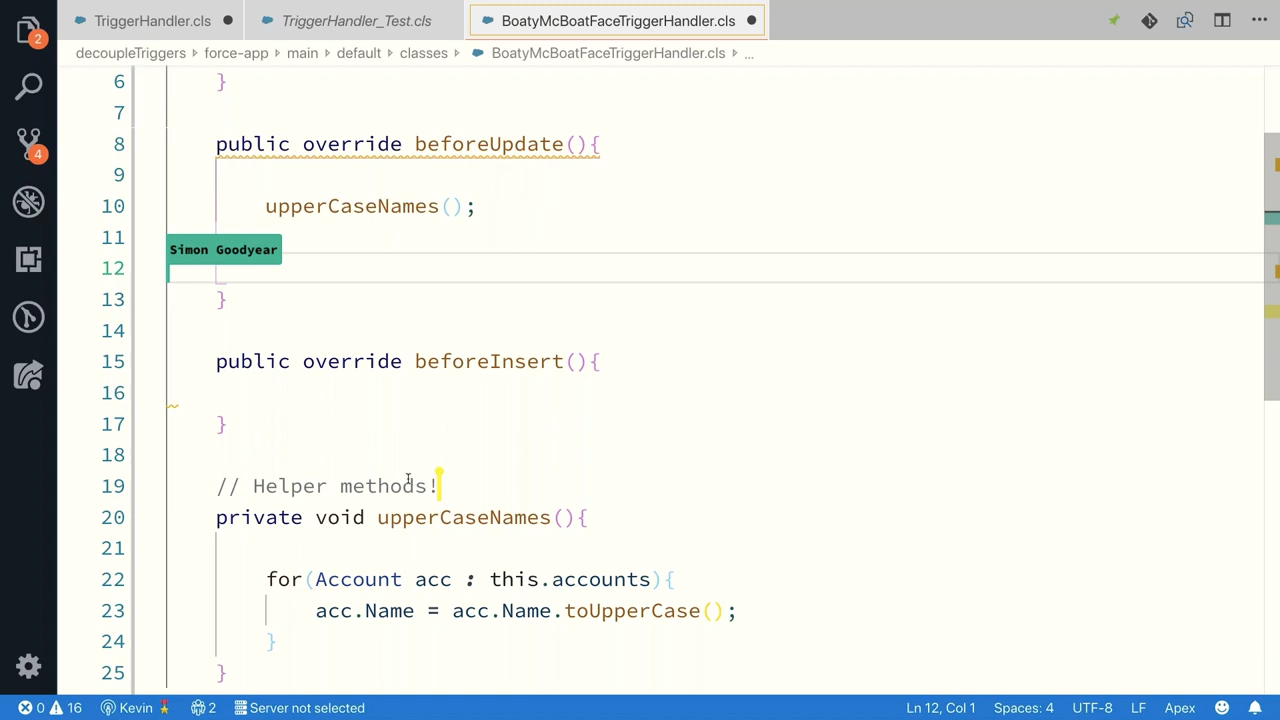 TriggerHandler.cls
TriggerHandler_Test.cls
BoatyMcBoatFaceTriggerHandler.cls
decoupleTriggers force-app main default classes BoatyMcBoatFaceTriggerHandler.cls ...
2
4
6 }
7
8 public override beforeUpdate(){
9
10 upperCaseNames();
11
Simon Goodyear
12
13 }
14
15 public override beforeInsert(){
16
17 }
18
19 // Helper methods!
20 private void upperCaseNames(){
21
22 for(Account acc : this.accounts){
23 acc.Name = acc.Name.toUpperCase();
24 }
25 }
0 16 Kevin 2 Server not selected Ln 12, Col 1 Spaces: 4 UTF-8 LF Apex